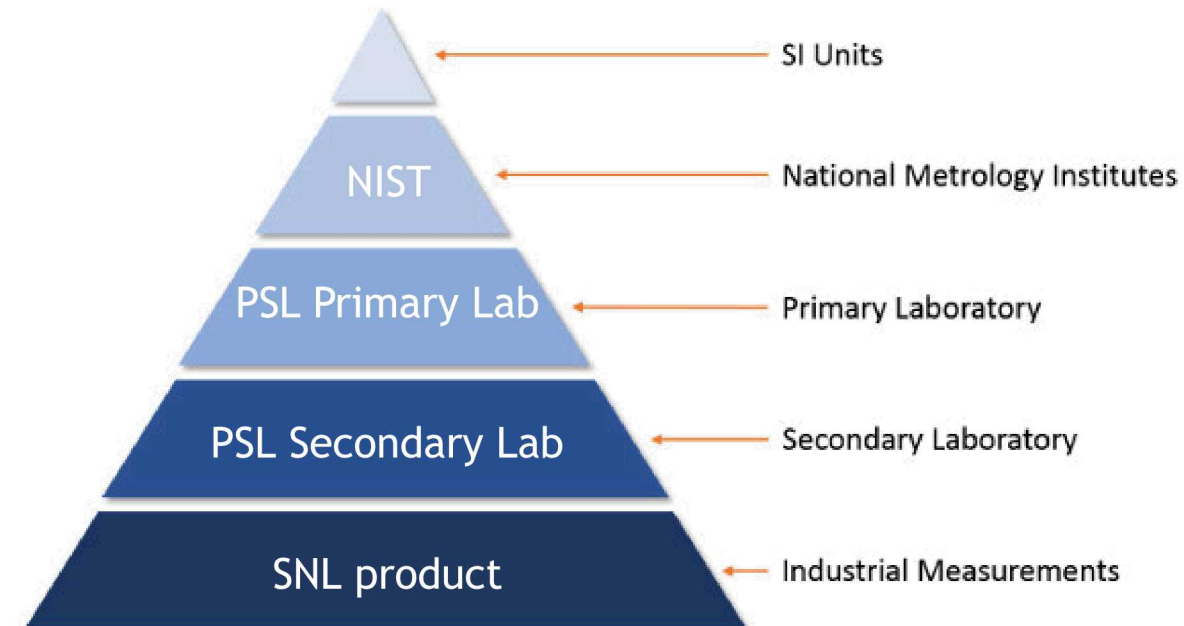 SI Units
NIST
National Metrology Institutes
PSL Primary Lab
Primary Laboratory
PSL Secondary Lab
Secondary Laboratory
SNL product
Industrial Measurements